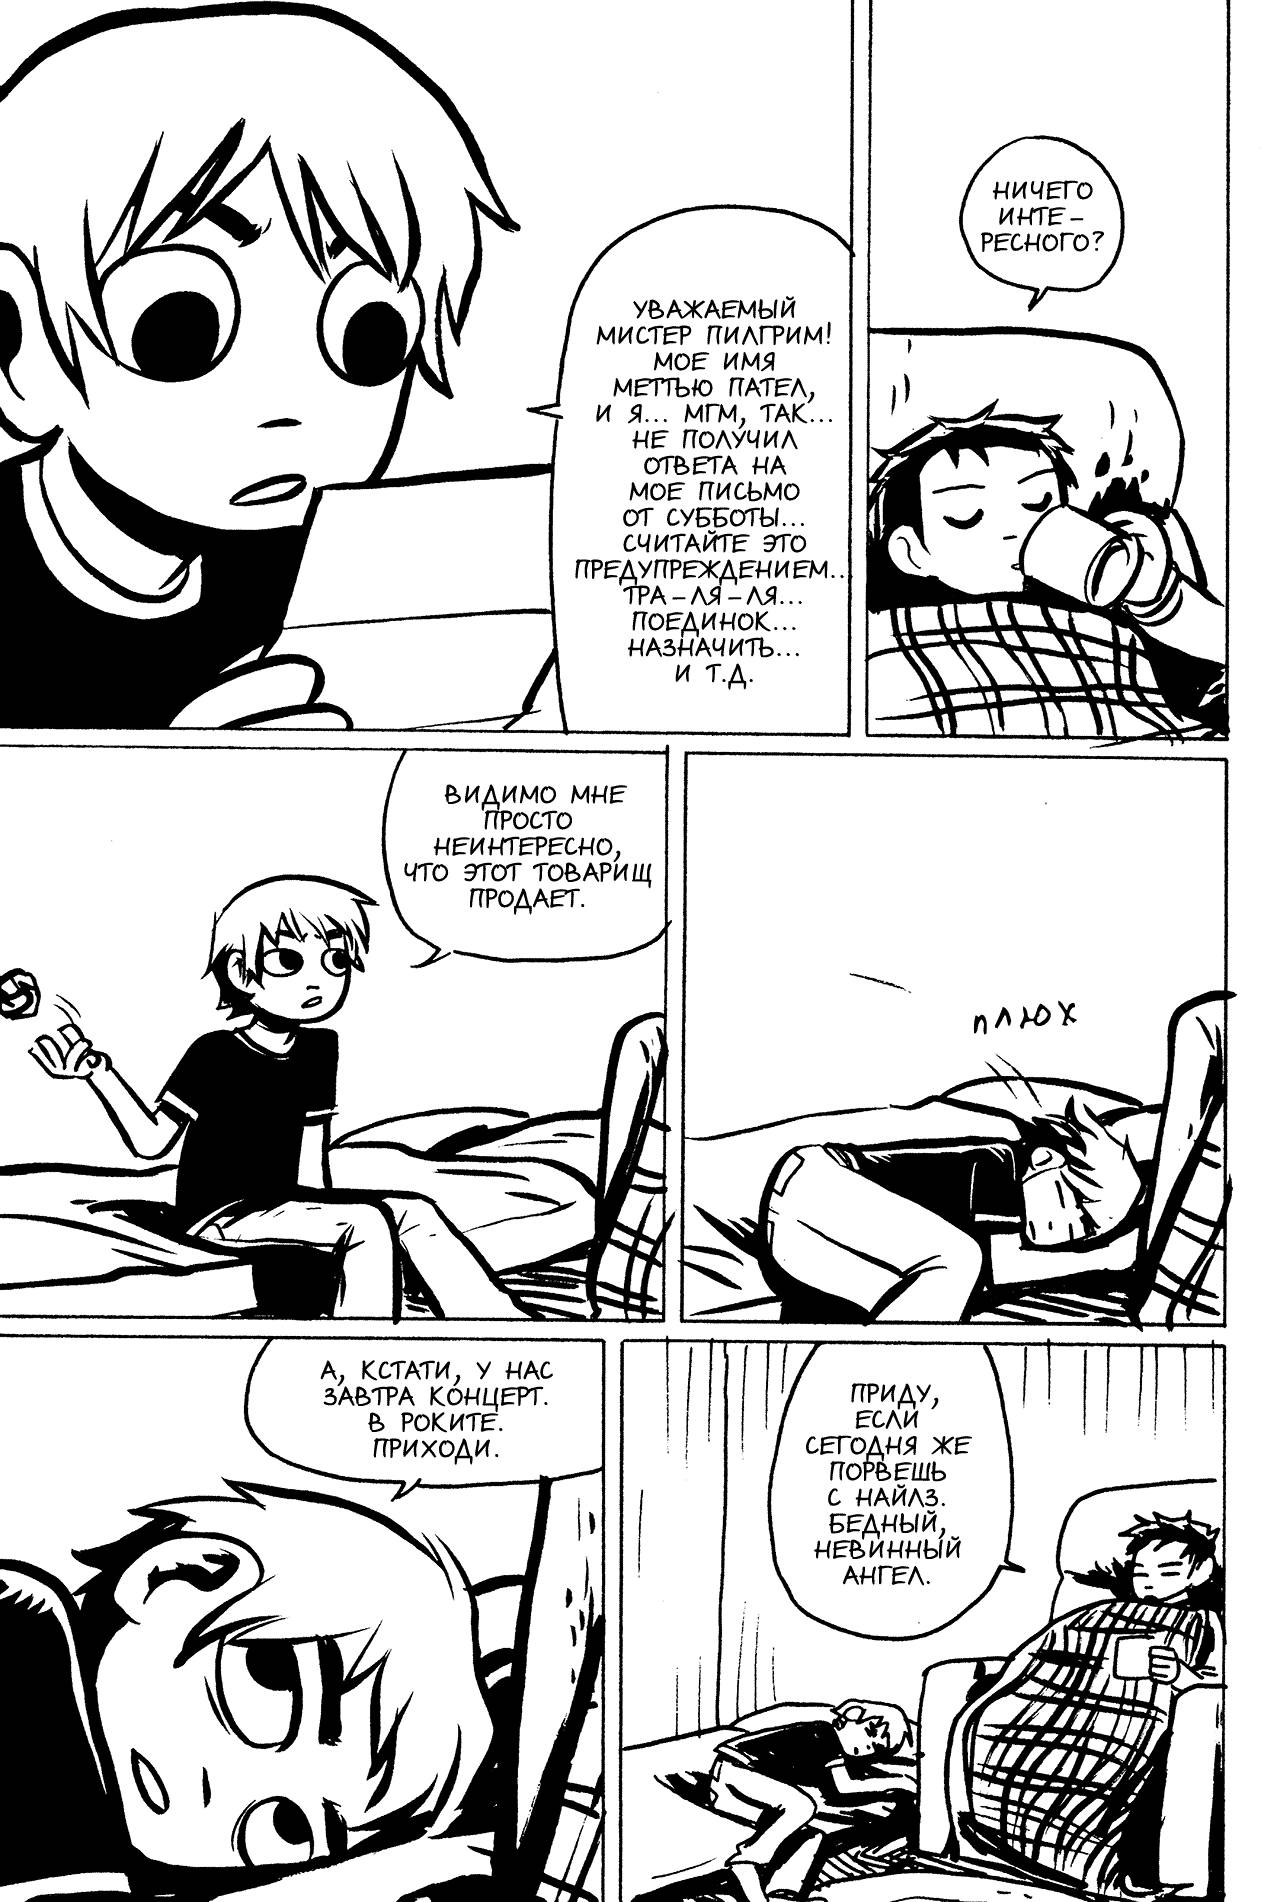 УВАЖАЕМЫЙ
МИСТЕР ПИЛГРИМ!
МОЕ ИМЯ
МЕТТЬЮ ПАТЕЛ,
И Я... МГМ, ТАК...
НЕ ПОЛУЧИЛ
ОТВЕТА НА
МОЕ ПИСЬМО
ОТ СУББОТЫ...
СЧИТАЙТЕ ЭТО
ПРЕДУПРЕЖДЕНИЕМ...
ТРА-ЛЯ-ЛЯ...
ПОЕДИНОК...
НАЗНАЧИТЬ...
И Т.Д.
НИЧЕГО
ИНТЕ-
РЕСНОГО?
ВИДИМО МНЕ
ПРОСТО
НЕИНТЕРЕСНО,
ЧТО ЭТОТ ТОВАРИЩ
ПРОДАЕТ.
ПЛЮХ
А, КСТАТИ, У НАС
ЗАВТРА КОНЦЕРТ.
В РОКИТЕ.
ПРИХОДИ.
ПРИДУ,
ЕСЛИ
СЕГОДНЯ ЖЕ
ПОРВЕШЬ
С НАЙЛЗ.
БЕДНЫЙ,
НЕВИННЫЙ
АНГЕЛ.